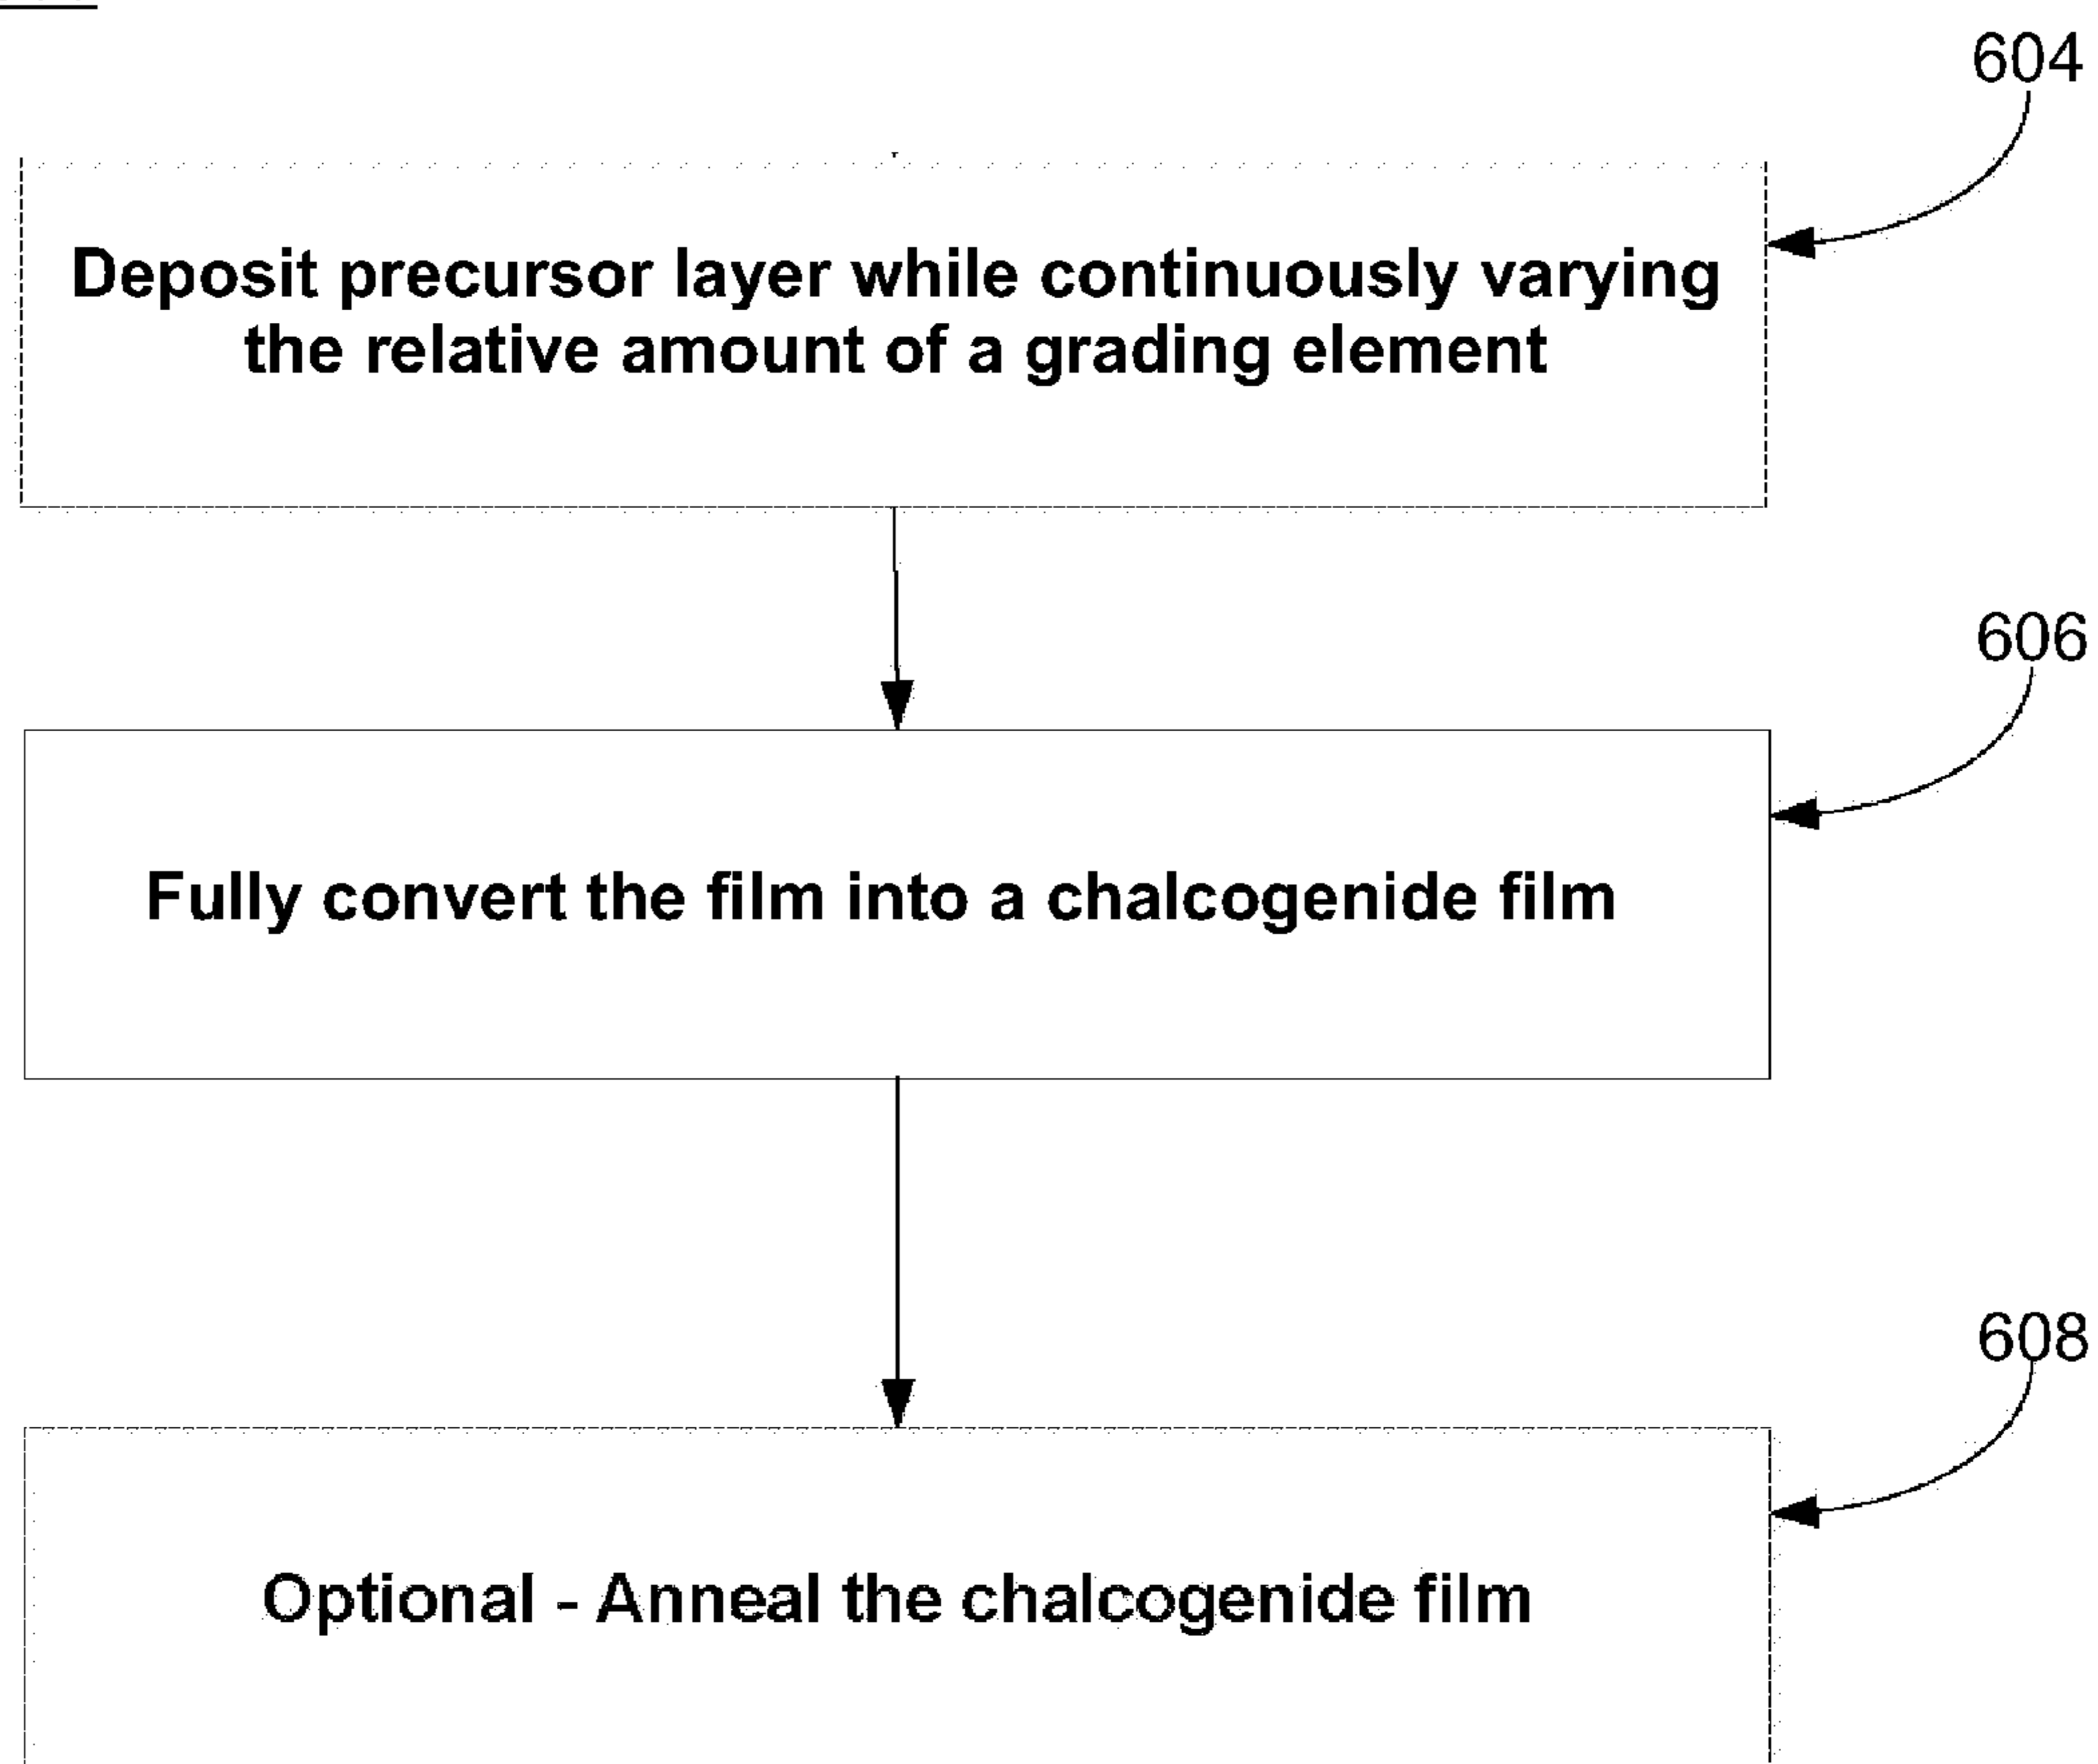 604
Deposit precursor layer while continuously varying
the relative amount of a grading element
606
Fully convert the film into a chalcogenide film
608
Optional - Anneal the chalcogenide film